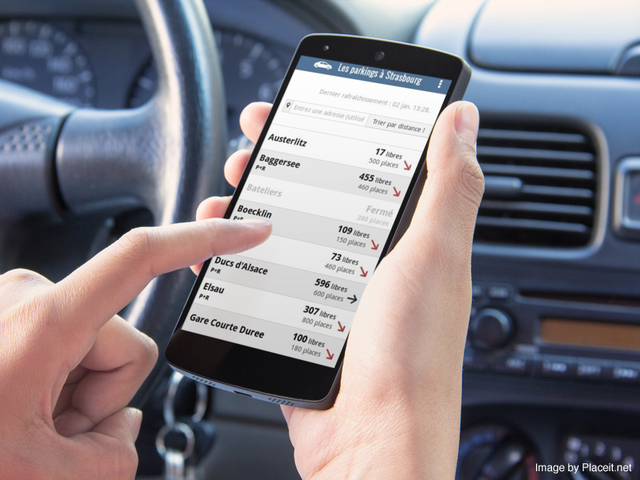 Les parkings à Strasbourg
Dernier rafraîchissement : 02 jan, 13:28.
Entrez une adresse Trier par distance !
Austerlitz 17 libres
500 places
Baggersee 455 libres
P+R 460 places
Bateliers Fermé
280 places
Boecklin 109 libres
150 places
73 libres
460 places
Ducs d'Alsace 596 libres
P+R 600 places
Elsau 307 libres
P+R 800 places
Gare Courte Duree 100 libres
180 places
Image by Placeit.net